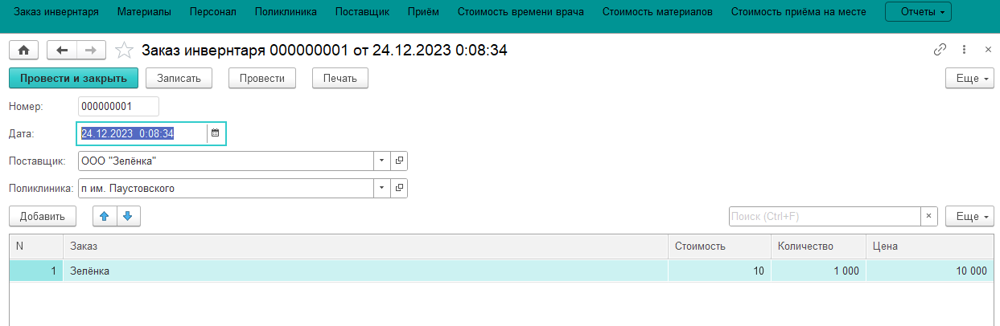 Заказ инвернтаря Материалы Персонал Поликлиника Поставщик Приём Стоимость времени врача Стоимость материалов Стоимость приёма на месте Отчеты
Заказ инвернтаря 000000001 от 24.12.2023 0:08:34
Провести и закрыть Записать Провести Печать Еще
Номер: 000000001
Дата: 24.12.2023 0:08:34
Поставщик: ООО "Зелёнка"
Поликлиника: п им. Паустовского
Добавить Поиск (Ctrl+F) × Еще
N Заказ Стоимость Количество Цена
1 Зелёнка 10 1 000 10 000